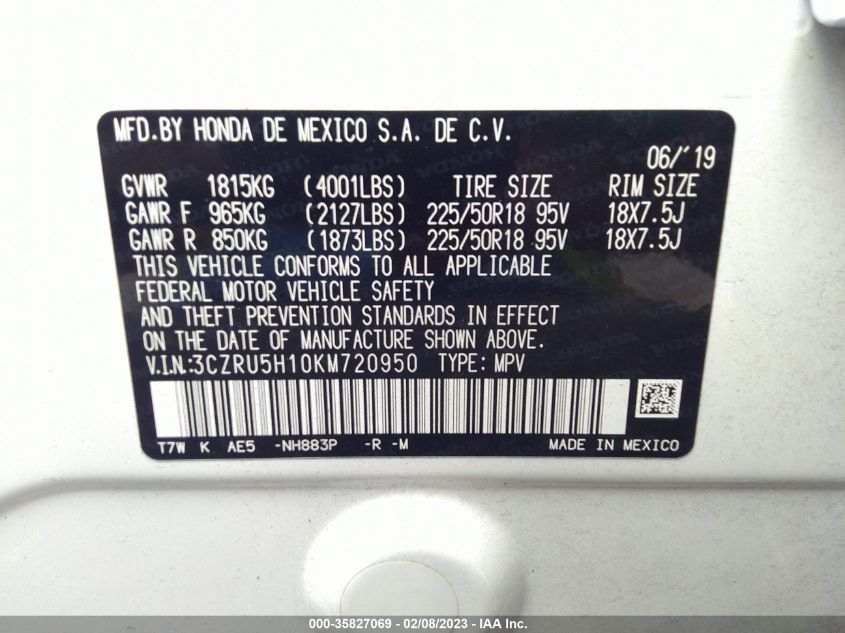 MFD.BY HONDA DE MEXICO S.A. DE C.V.
06/'19
GVWR 1815KG (4001LBS) TIRE SIZE RIM SIZE
GAWR F 965KG (2127LBS) 225/50R18 95V 18X7.5J
GAWR R 850KG (1873LBS) 225/50R18 95V 18X7.5J
THIS VEHICLE CONFORMS TO ALL APPLICABLE
FEDERAL MOTOR VEHICLE SAFETY
AND THEFT PREVENTION STANDARDS IN EFFECT
ON THE DATE OF MANUFACTURE SHOWN ABOVE.
V.I.N.:3CZRU5H10KM720950 TYPE: MPV
T7W K AE5 -NH883P -R -M MADE IN MEXICO
000-35827069 - 02/08/2023 - IAA Inc.